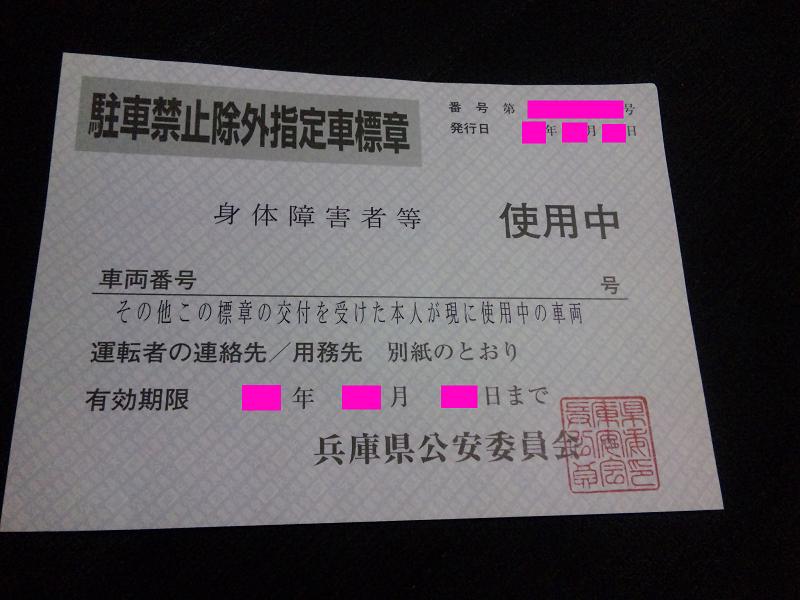 駐車禁止除外指定車標章
番号 第 号
発行日 年 月 日
身体障害者等 使用中
車両番号 号
その他この標章の交付を受けた本人が現に使用中の車両
運転者の連絡先／用務先 別紙のとおり
有効期限 年 月 日まで
兵庫県公安委員会